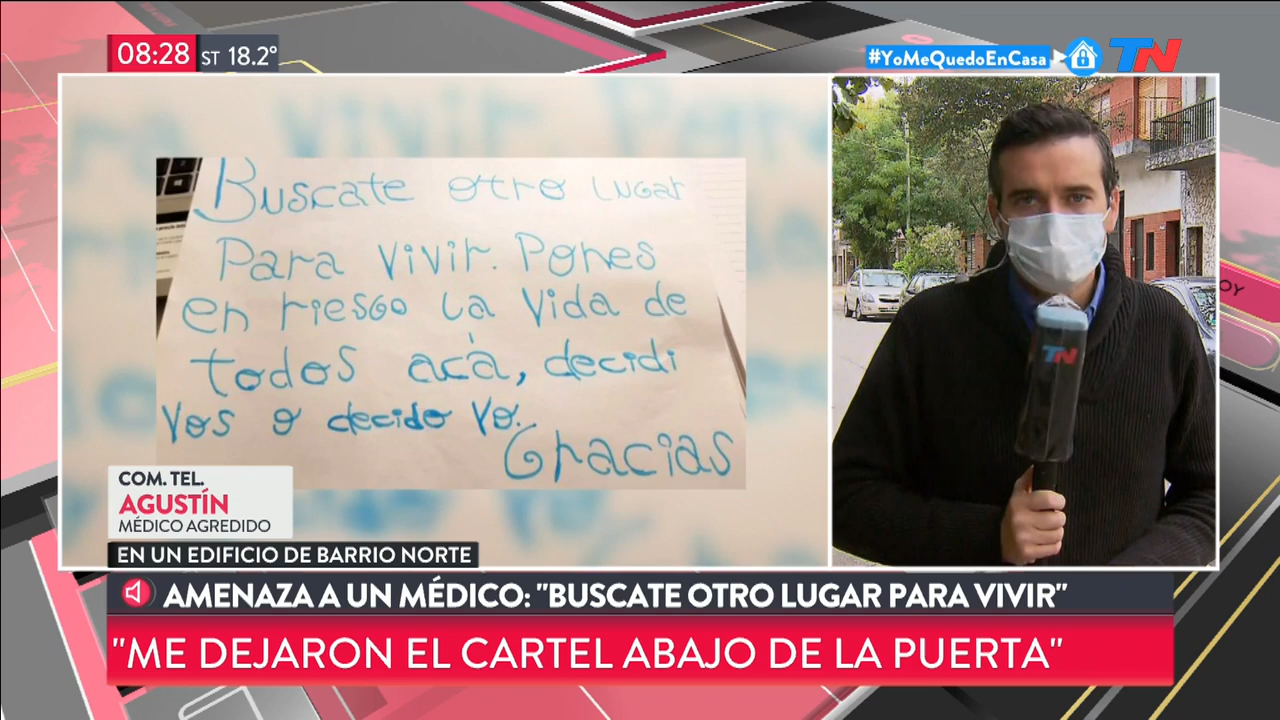 08:28 ST 18.2°
#YoMeQuedoEnCasa TN
Buscate otro lugar
Para vivir. Pones
en riesgo la vida de
todos acá, decidi
vos o decido yo.
Gracias
TN
OY
COM. TEL.
AGUSTÍN
MÉDICO AGREDIDO
EN UN EDIFICIO DE BARRIO NORTE
AMENAZA A UN MÉDICO: "BUSCATE OTRO LUGAR PARA VIVIR"
"ME DEJARON EL CARTEL ABAJO DE LA PUERTA"